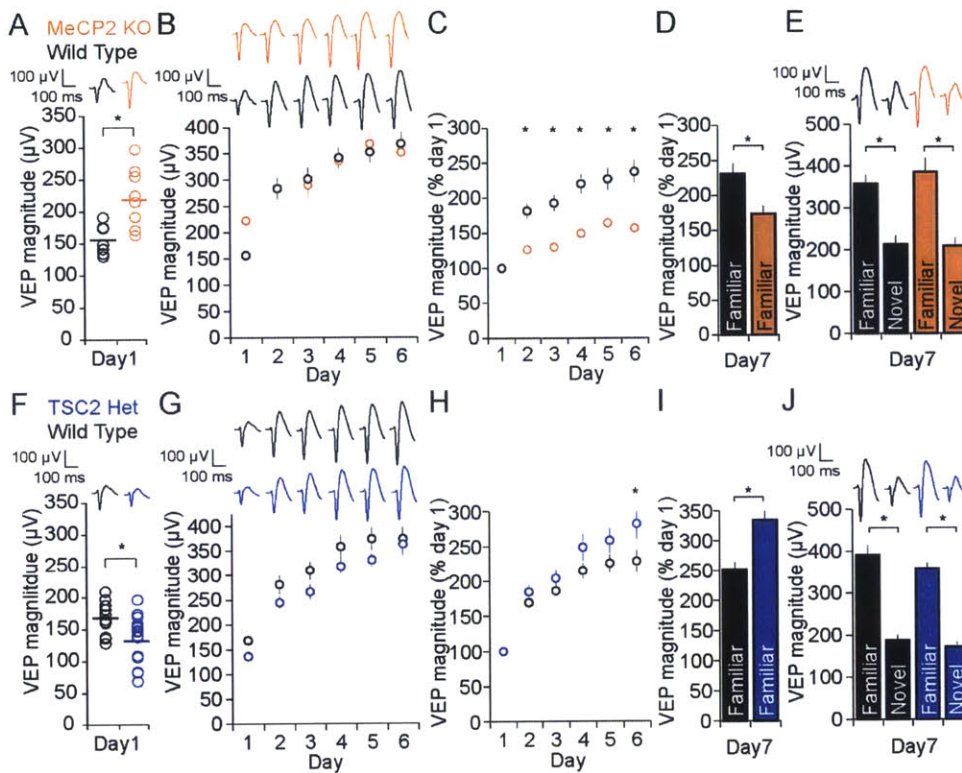 A MeCP2 KO
Wild Type
100 µV
100 ms
*
VEP magnitude (µV)
350
300
250
200
150
100
50
0
Day1
B
VEP magnitude (µV)
400
350
300
250
200
150
100
50
0
1 2 3 4 5 6
Day
C
VEP magnitude (% day 1)
300
250
200
150
100
50
0
* * * * *
1 2 3 4 5 6
Day
D
VEP magnitude (% day 1)
300
250
200
150
100
50
0
*
Familiar
Familiar
Day7
E
100 µV
100 ms
VEP magnitude (µV)
500
400
300
200
100
0
* *
Familiar
Novel
Familiar
Novel
Day7
F TSC2 Het
Wild Type
100 µV
100 ms
VEP magniitdue (µV)
350
300
250
200
150
100
50
0
*
Day1
G
VEP magnitude (µV)
400
350
300
250
200
150
100
50
0
1 2 3 4 5 6
Day
H
VEP magnitude (% day 1)
300
250
200
150
100
50
0
*
1 2 3 4 5 6
Day
I
VEP magnitude (% day 1)
350
300
250
200
150
100
50
0
*
Familiar
Familiar
Day7
J
100 µV
100 ms
VEP magnitude (µV)
500
400
300
200
100
0
* *
Familiar
Novel
Familiar
Novel
Day7